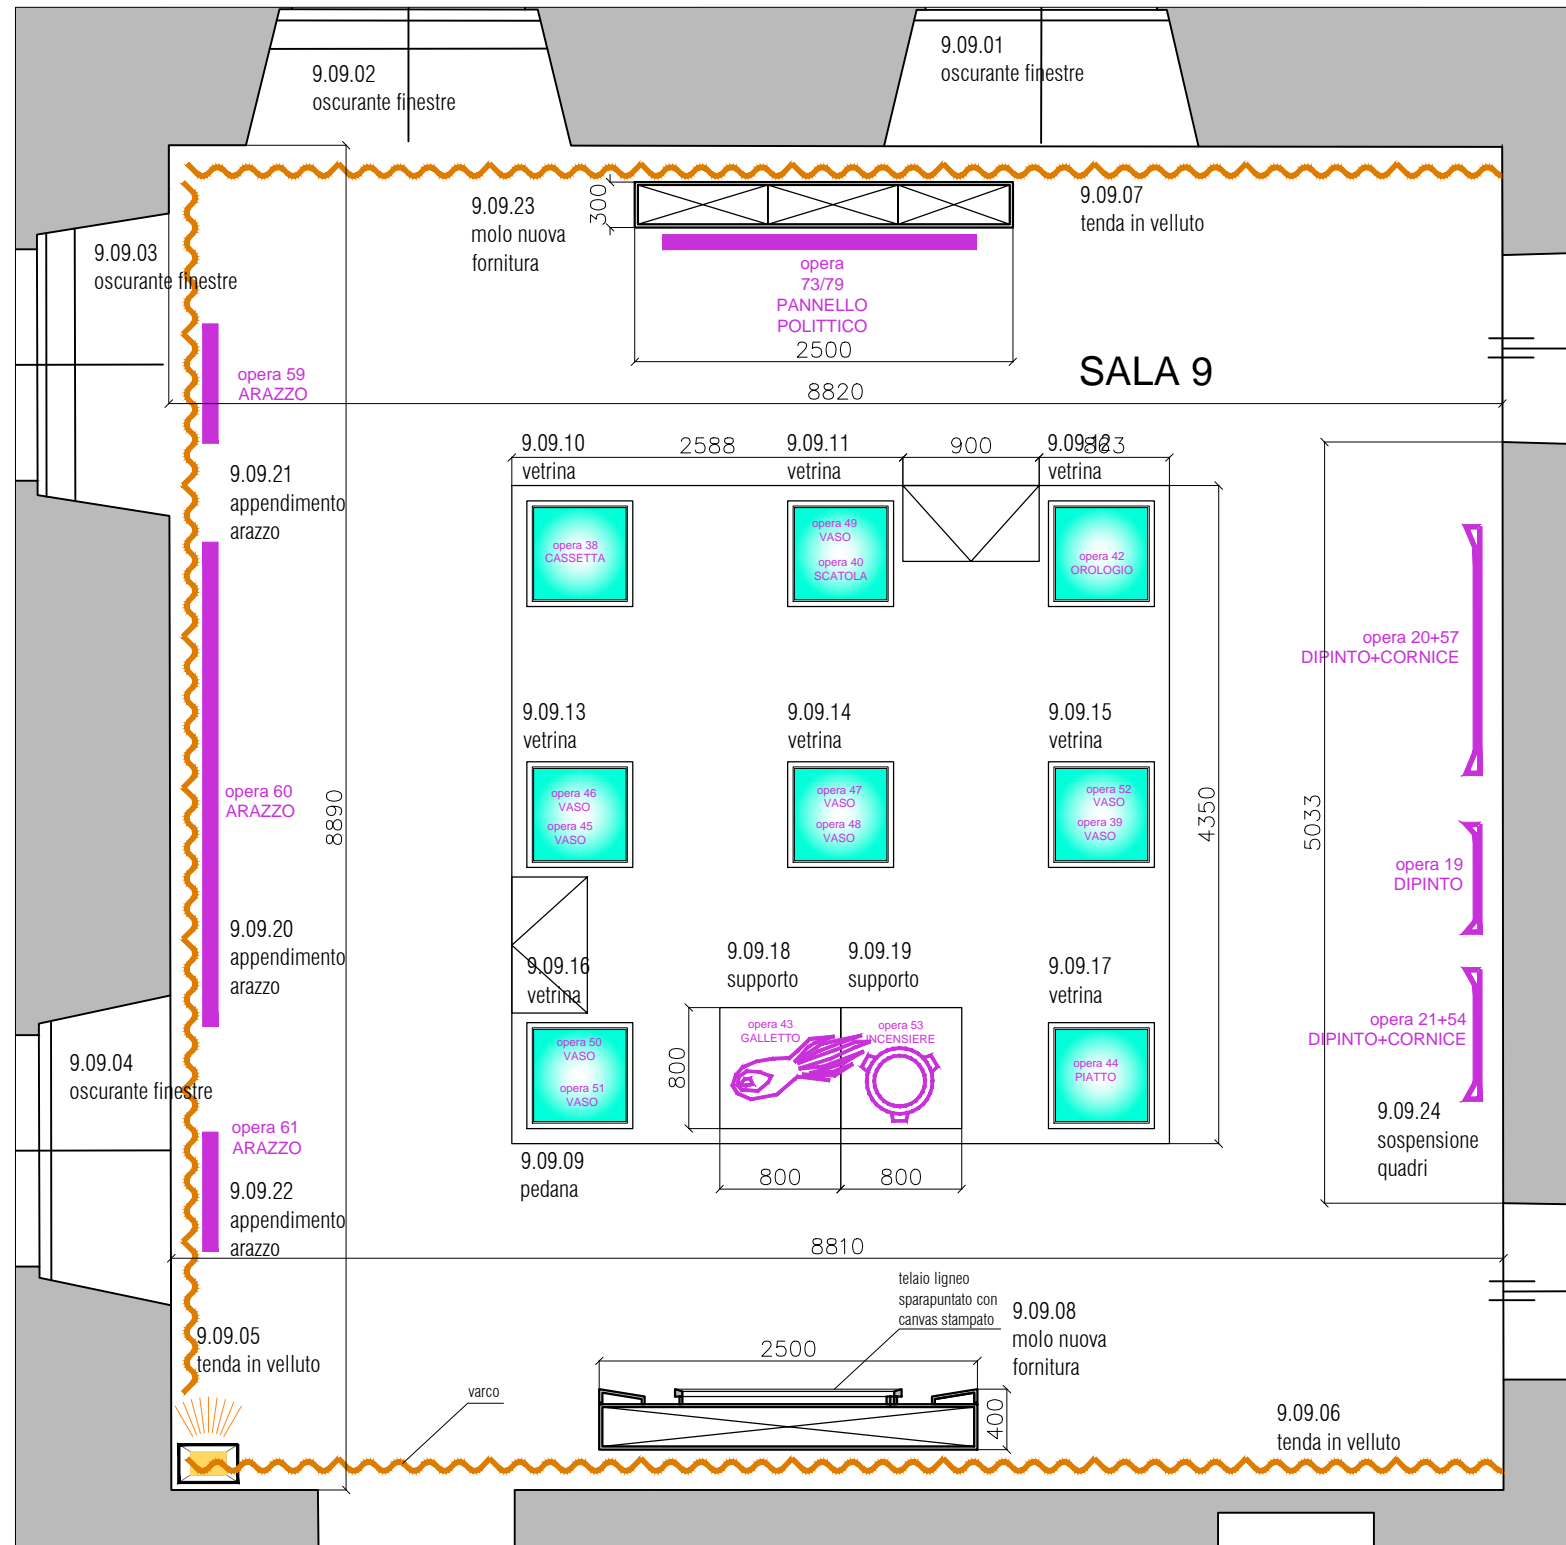 9.09.01
oscurante finestre
9.09.02
oscurante finestre
9.09.03
oscurante finestre
9.09.23
molo nuova
fornitura
300
9.09.07
tenda in velluto
opera
73/79
PANNELLO
POLITTICO
2500
SALA 9
8820
opera 59
ARAZZO
9.09.21
appendimento
arazzo
9.09.10
vetrina
2588
9.09.11
vetrina
900
9.09.12
vetrina
863
opera 38
CASSETTA
opera 49
VASO
opera 40
SCATOLA
opera 42
OROLOGIO
opera 20+57
DIPINTO+CORNICE
9.09.13
vetrina
9.09.14
vetrina
9.09.15
vetrina
opera 60
ARAZZO
8890
opera 46
VASO
opera 45
VASO
opera 47
VASO
opera 48
VASO
opera 52
VASO
opera 39
VASO
4350
5033
opera 19
DIPINTO
9.09.20
appendimento
arazzo
9.09.16
vetrina
9.09.18
supporto
9.09.19
supporto
9.09.17
vetrina
opera 21+54
DIPINTO+CORNICE
9.09.04
oscurante finestre
opera 50
VASO
opera 51
VASO
800
opera 43
GALLETTO
opera 53
INCENSIERE
opera 44
PIATTO
9.09.24
sospensione
quadri
opera 61
ARAZZO
9.09.22
appendimento
arazzo
9.09.09
pedana
800
800
8810
telaio ligneo
sparapuntato con
canvas stampato
9.09.08
molo nuova
fornitura
9.09.05
tenda in velluto
2500
varco
400
9.09.06
tenda in velluto